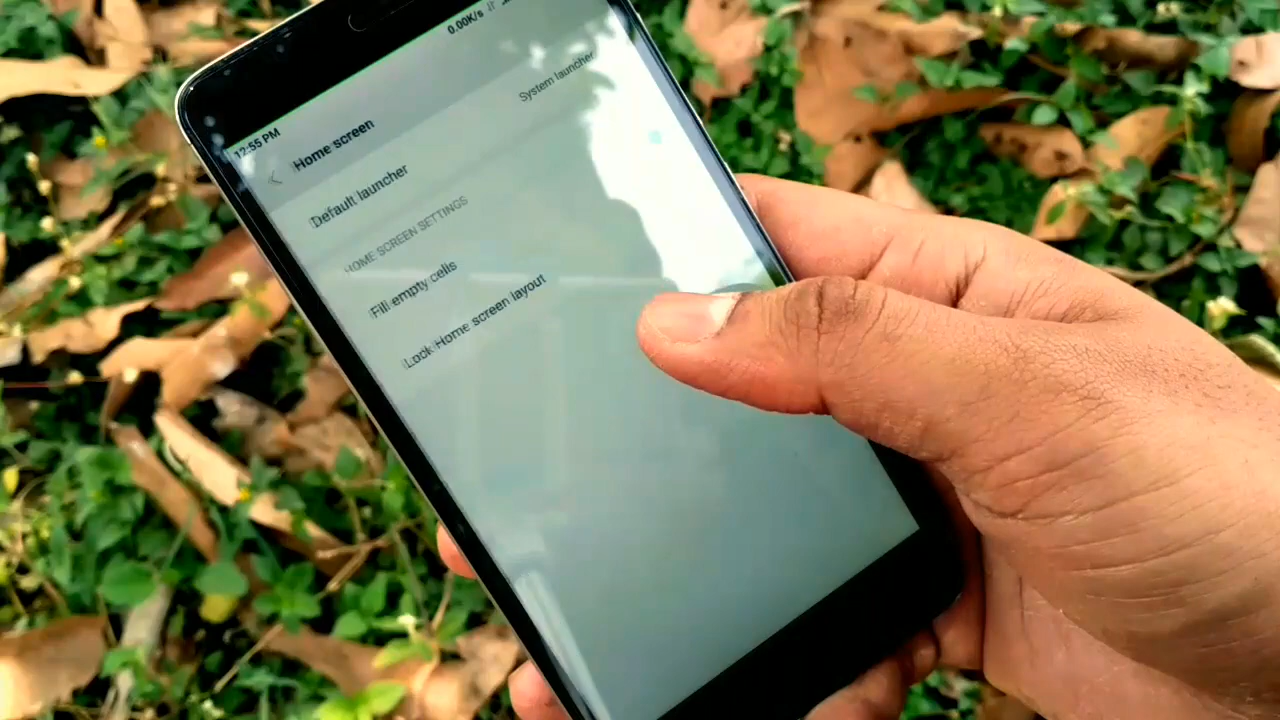 12:55 PM 0.00K/s
Home screen
Default launcher System launcher
HOME SCREEN SETTINGS
Fill empty cells
Lock Home screen layout